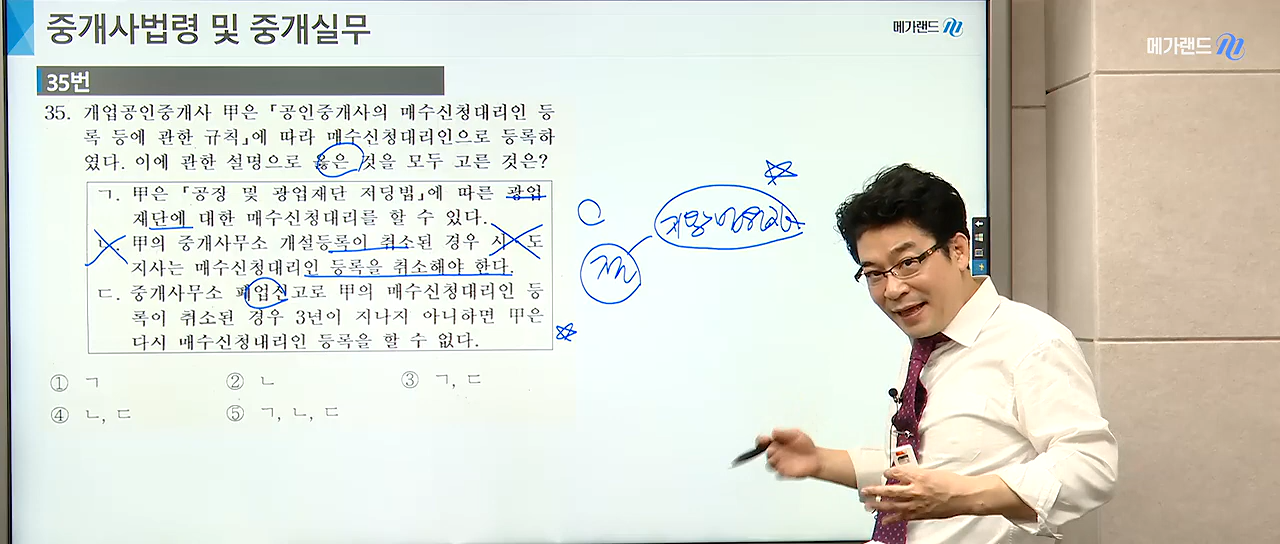 중개사법령 및 중개실무
메가랜드
메가랜드
35번
35. 개업공인중개사 甲은 「공인중개사의 매수신청대리인 등
록 등에 관한 규칙」에 따라 매수신청대리인으로 등록하
였다. 이에 관한 설명으로 옳은 것을 모두 고른 것은?
ㄱ. 甲은 「공장 및 광업재단 저당법」에 따른 광업
재단에 대한 매수신청대리를 할 수 있다.
ㄴ. 甲의 중개사무소 개설등록이 취소된 경우 시·도
지사는 매수신청대리인 등록을 취소해야 한다.
ㄷ. 중개사무소 폐업신고로 甲의 매수신청대리인 등
록이 취소된 경우 3년이 지나지 아니하면 甲은
다시 매수신청대리인 등록을 할 수 없다.
① ㄱ
② ㄴ
③ ㄱ, ㄷ
④ ㄴ, ㄷ
⑤ ㄱ, ㄴ, ㄷ
지방법원장